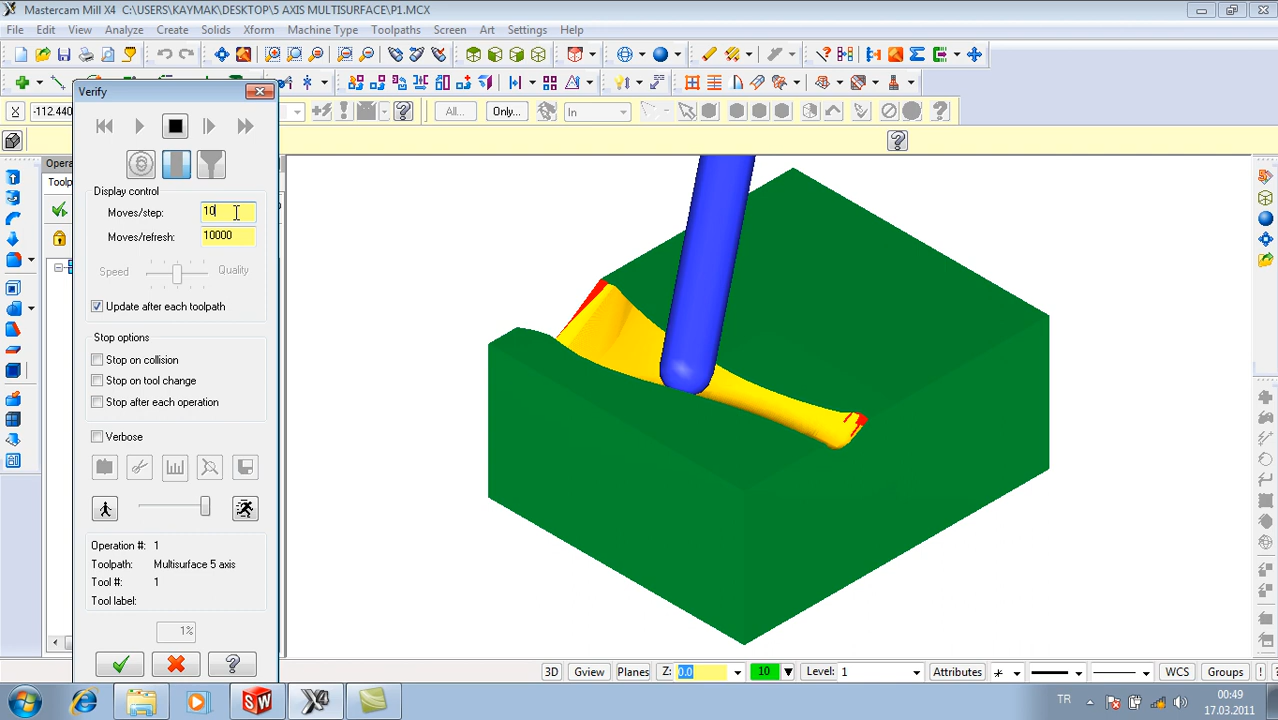 Mastercam Mill X4 C:\USERS\KAYMAK\DESKTOP\5 AXIS MULTISURFACE\P1.MCX
File Edit View Analyze Create Solids Xform Machine Type Toolpaths Screen Art Settings Help
Verify
-112.440
All... Only... In
Opera
Toolp
Display control
Moves/step: 10
Moves/refresh: 10000
Speed Quality
Update after each toolpath
Stop options
Stop on collision
Stop on tool change
Stop after each operation
Verbose
Operation #: 1
Toolpath: Multisurface 5 axis
Tool #: 1
Tool label:
1%
3D Gview Planes Z: 0.0 10 Level: 1 Attributes WCS Groups
TR 00:49
17.03.2011